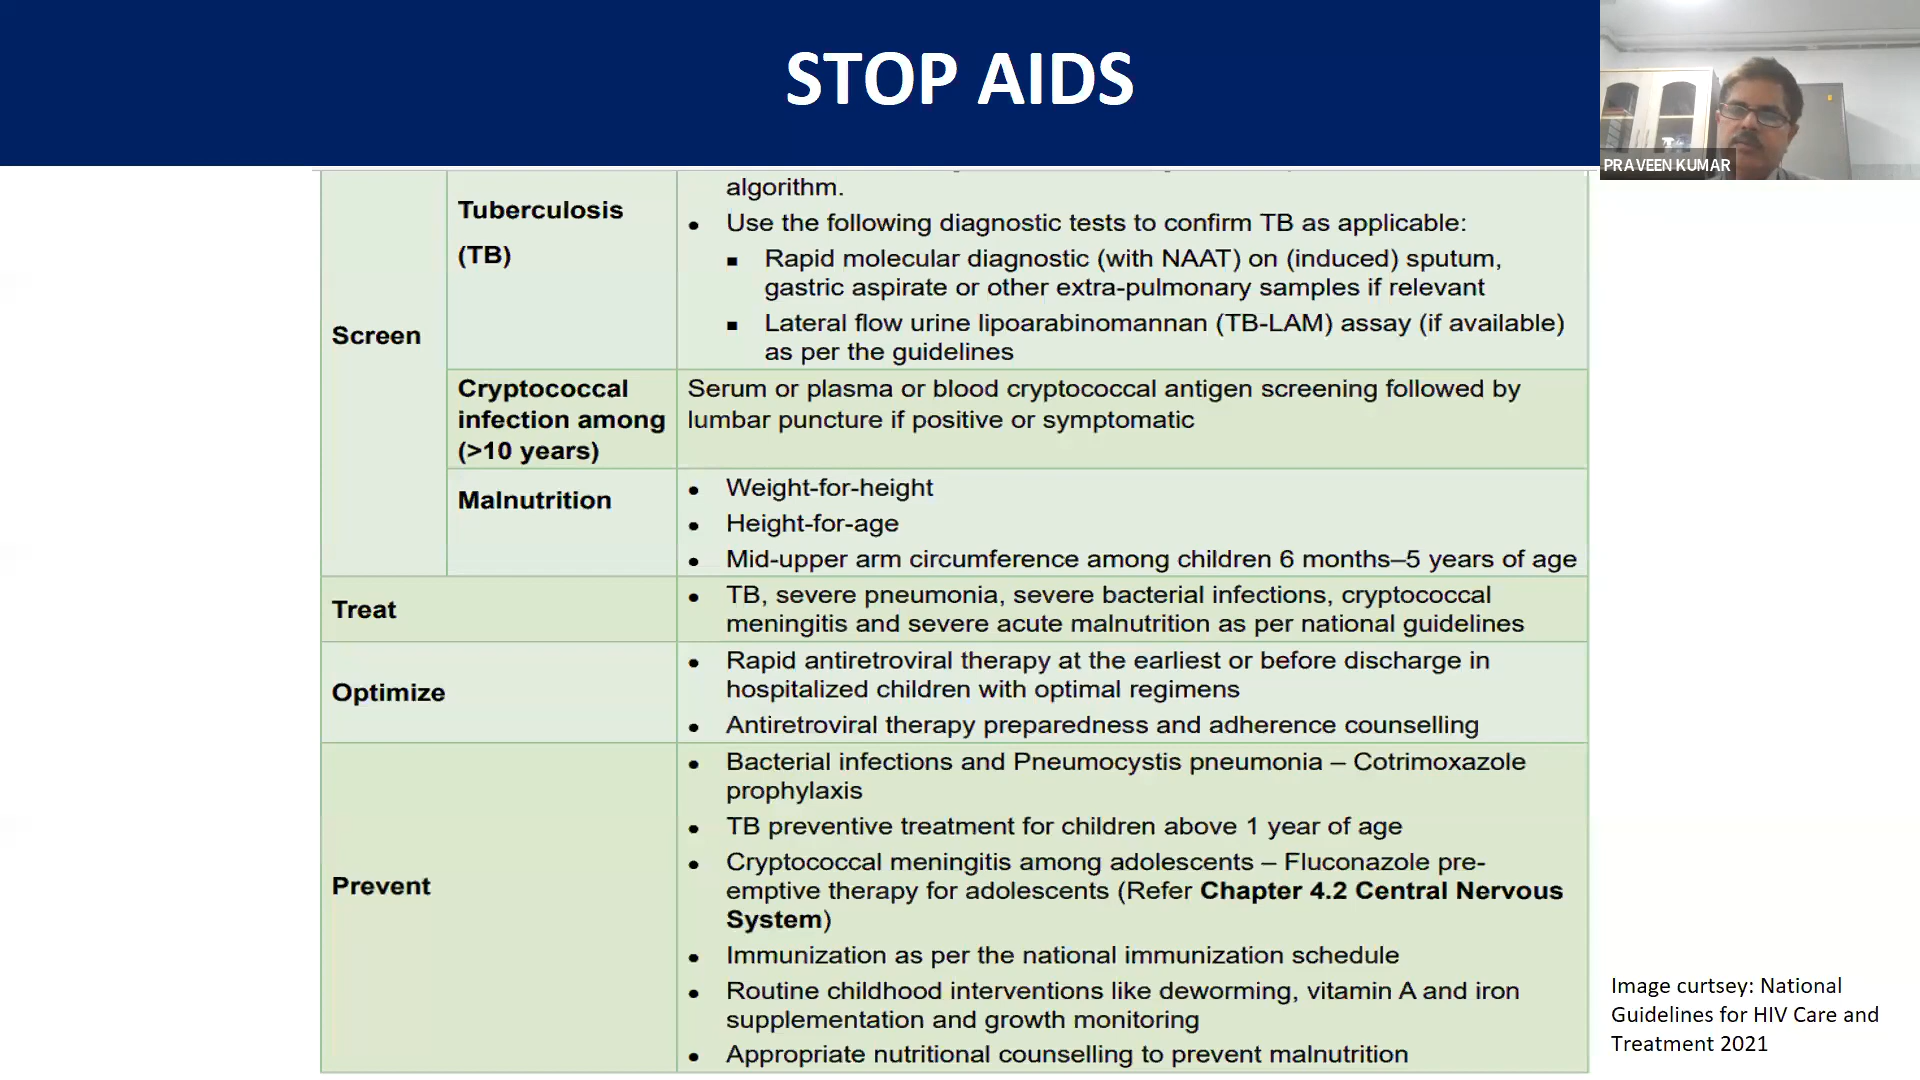 STOP AIDS
PRAVEEN KUMAR
Screen
Tuberculosis
(TB)
algorithm.
• Use the following diagnostic tests to confirm TB as applicable:
▪ Rapid molecular diagnostic (with NAAT) on (induced) sputum,
gastric aspirate or other extra-pulmonary samples if relevant
▪ Lateral flow urine lipoarabinomannan (TB-LAM) assay (if available)
as per the guidelines
Cryptococcal
infection among
(>10 years)
Serum or plasma or blood cryptococcal antigen screening followed by
lumbar puncture if positive or symptomatic
Malnutrition
• Weight-for-height
• Height-for-age
• Mid-upper arm circumference among children 6 months–5 years of age
Treat
• TB, severe pneumonia, severe bacterial infections, cryptococcal
meningitis and severe acute malnutrition as per national guidelines
Optimize
• Rapid antiretroviral therapy at the earliest or before discharge in
hospitalized children with optimal regimens
• Antiretroviral therapy preparedness and adherence counselling
Prevent
• Bacterial infections and Pneumocystis pneumonia – Cotrimoxazole
prophylaxis
• TB preventive treatment for children above 1 year of age
• Cryptococcal meningitis among adolescents – Fluconazole pre-
emptive therapy for adolescents (Refer Chapter 4.2 Central Nervous
System)
• Immunization as per the national immunization schedule
• Routine childhood interventions like deworming, vitamin A and iron
supplementation and growth monitoring
• Appropriate nutritional counselling to prevent malnutrition
Image curtsey: National
Guidelines for HIV Care and
Treatment 2021